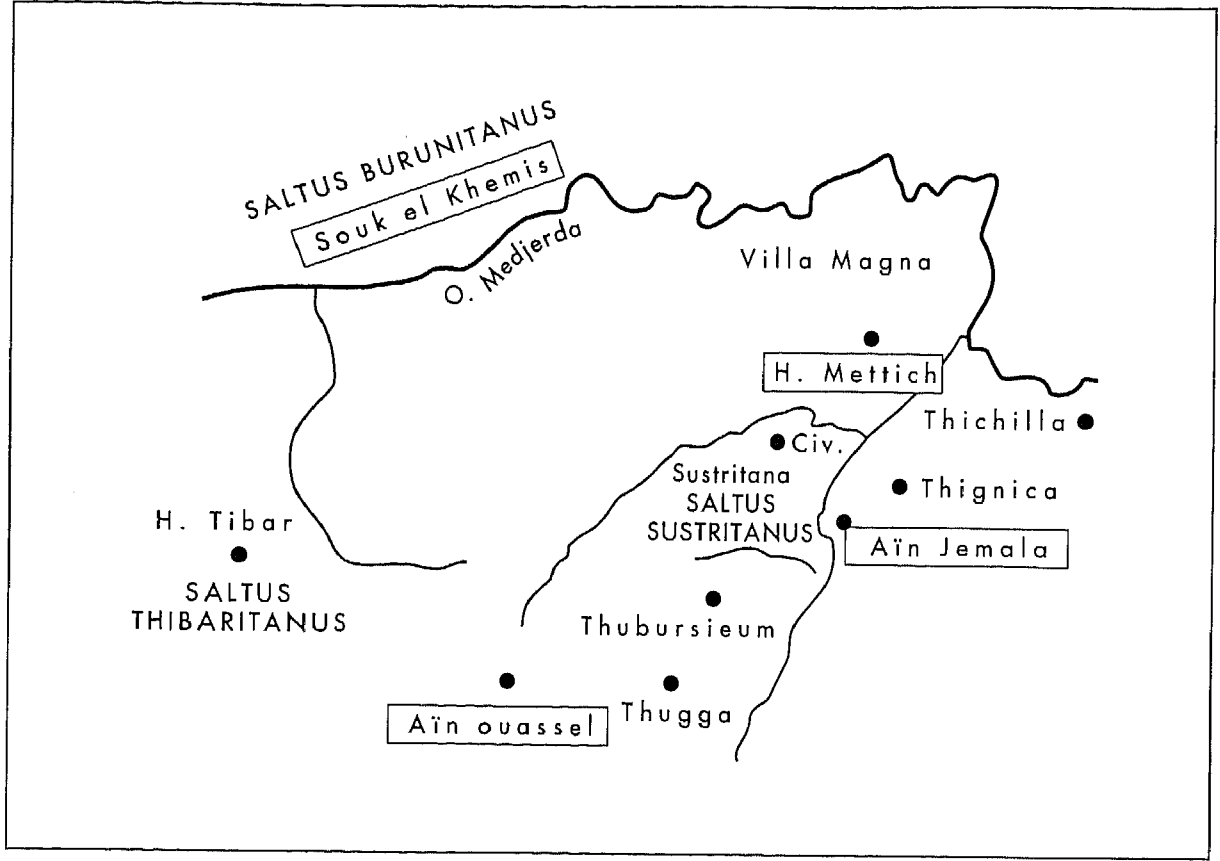 SALTUS BURUNITANUS
Souk el Khemis
O. Medjerda
Villa Magna
H. Mettich
Thichilla
Civ.
Sustritana
SALTUS
SUSTRITANUS
Thignica
Aïn Jemala
H. Tibar
SALTUS
THIBARITANUS
Thubursieum
Aïn ouassel
Thugga